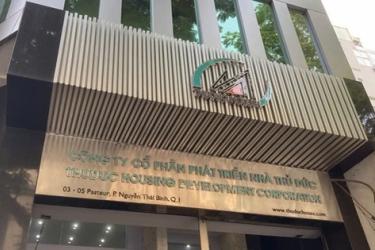 CÔNG TY CỔ PHẦN PHÁT TRIỂN NHÀ THỦ ĐỨC
THUDUC HOUSING DEVELOPMENT CORPORATION
03 - 05 Pasteur, P. Nguyễn Thái Bình, Q.1
www.thuduchouse.com